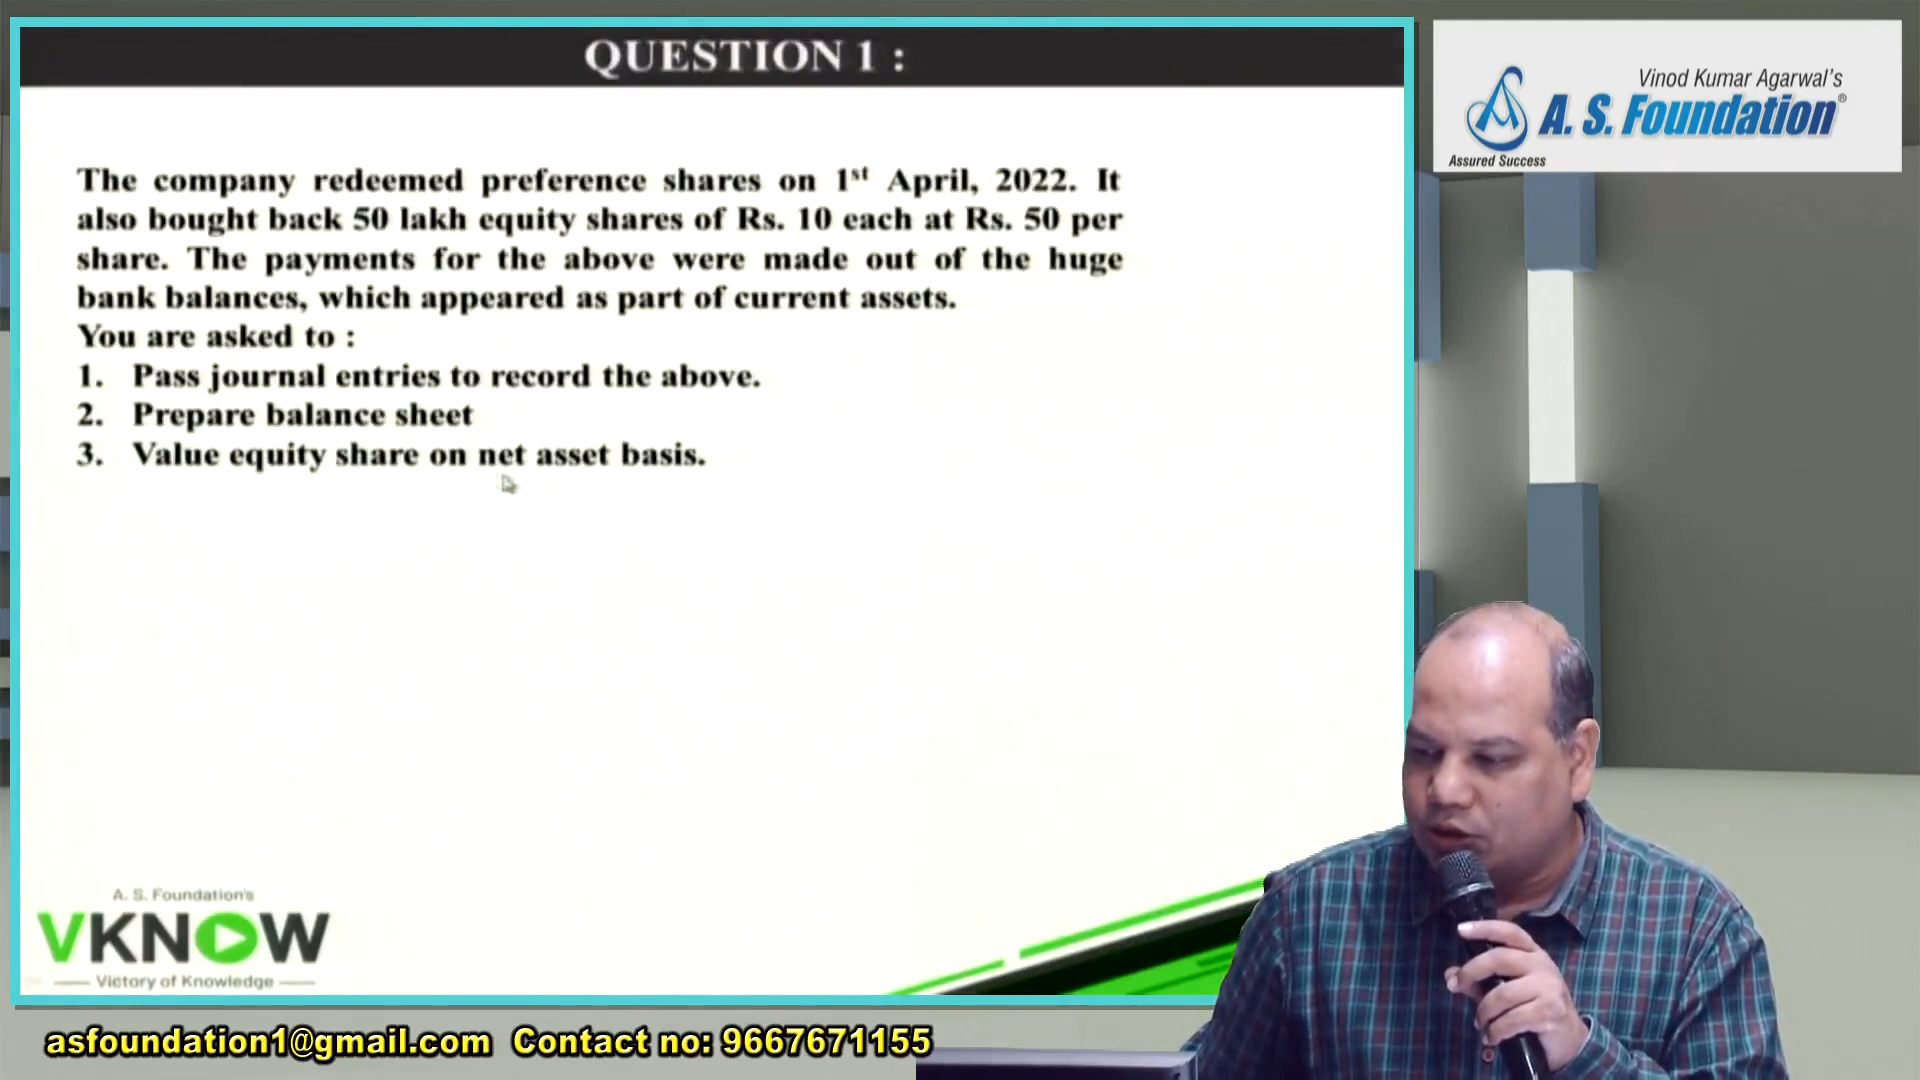 QUESTION 1 :
Vinod Kumar Agarwal's
A. S. Foundation®
Assured Success
The company redeemed preference shares on 1st April, 2022. It
also bought back 50 lakh equity shares of Rs. 10 each at Rs. 50 per
share. The payments for the above were made out of the huge
bank balances, which appeared as part of current assets.
You are asked to :
1. Pass journal entries to record the above.
2. Prepare balance sheet
3. Value equity share on net asset basis.
A. S. Foundation's
VKNOW
Victory of Knowledge
asfoundation1@gmail.com Contact no: 9667671155